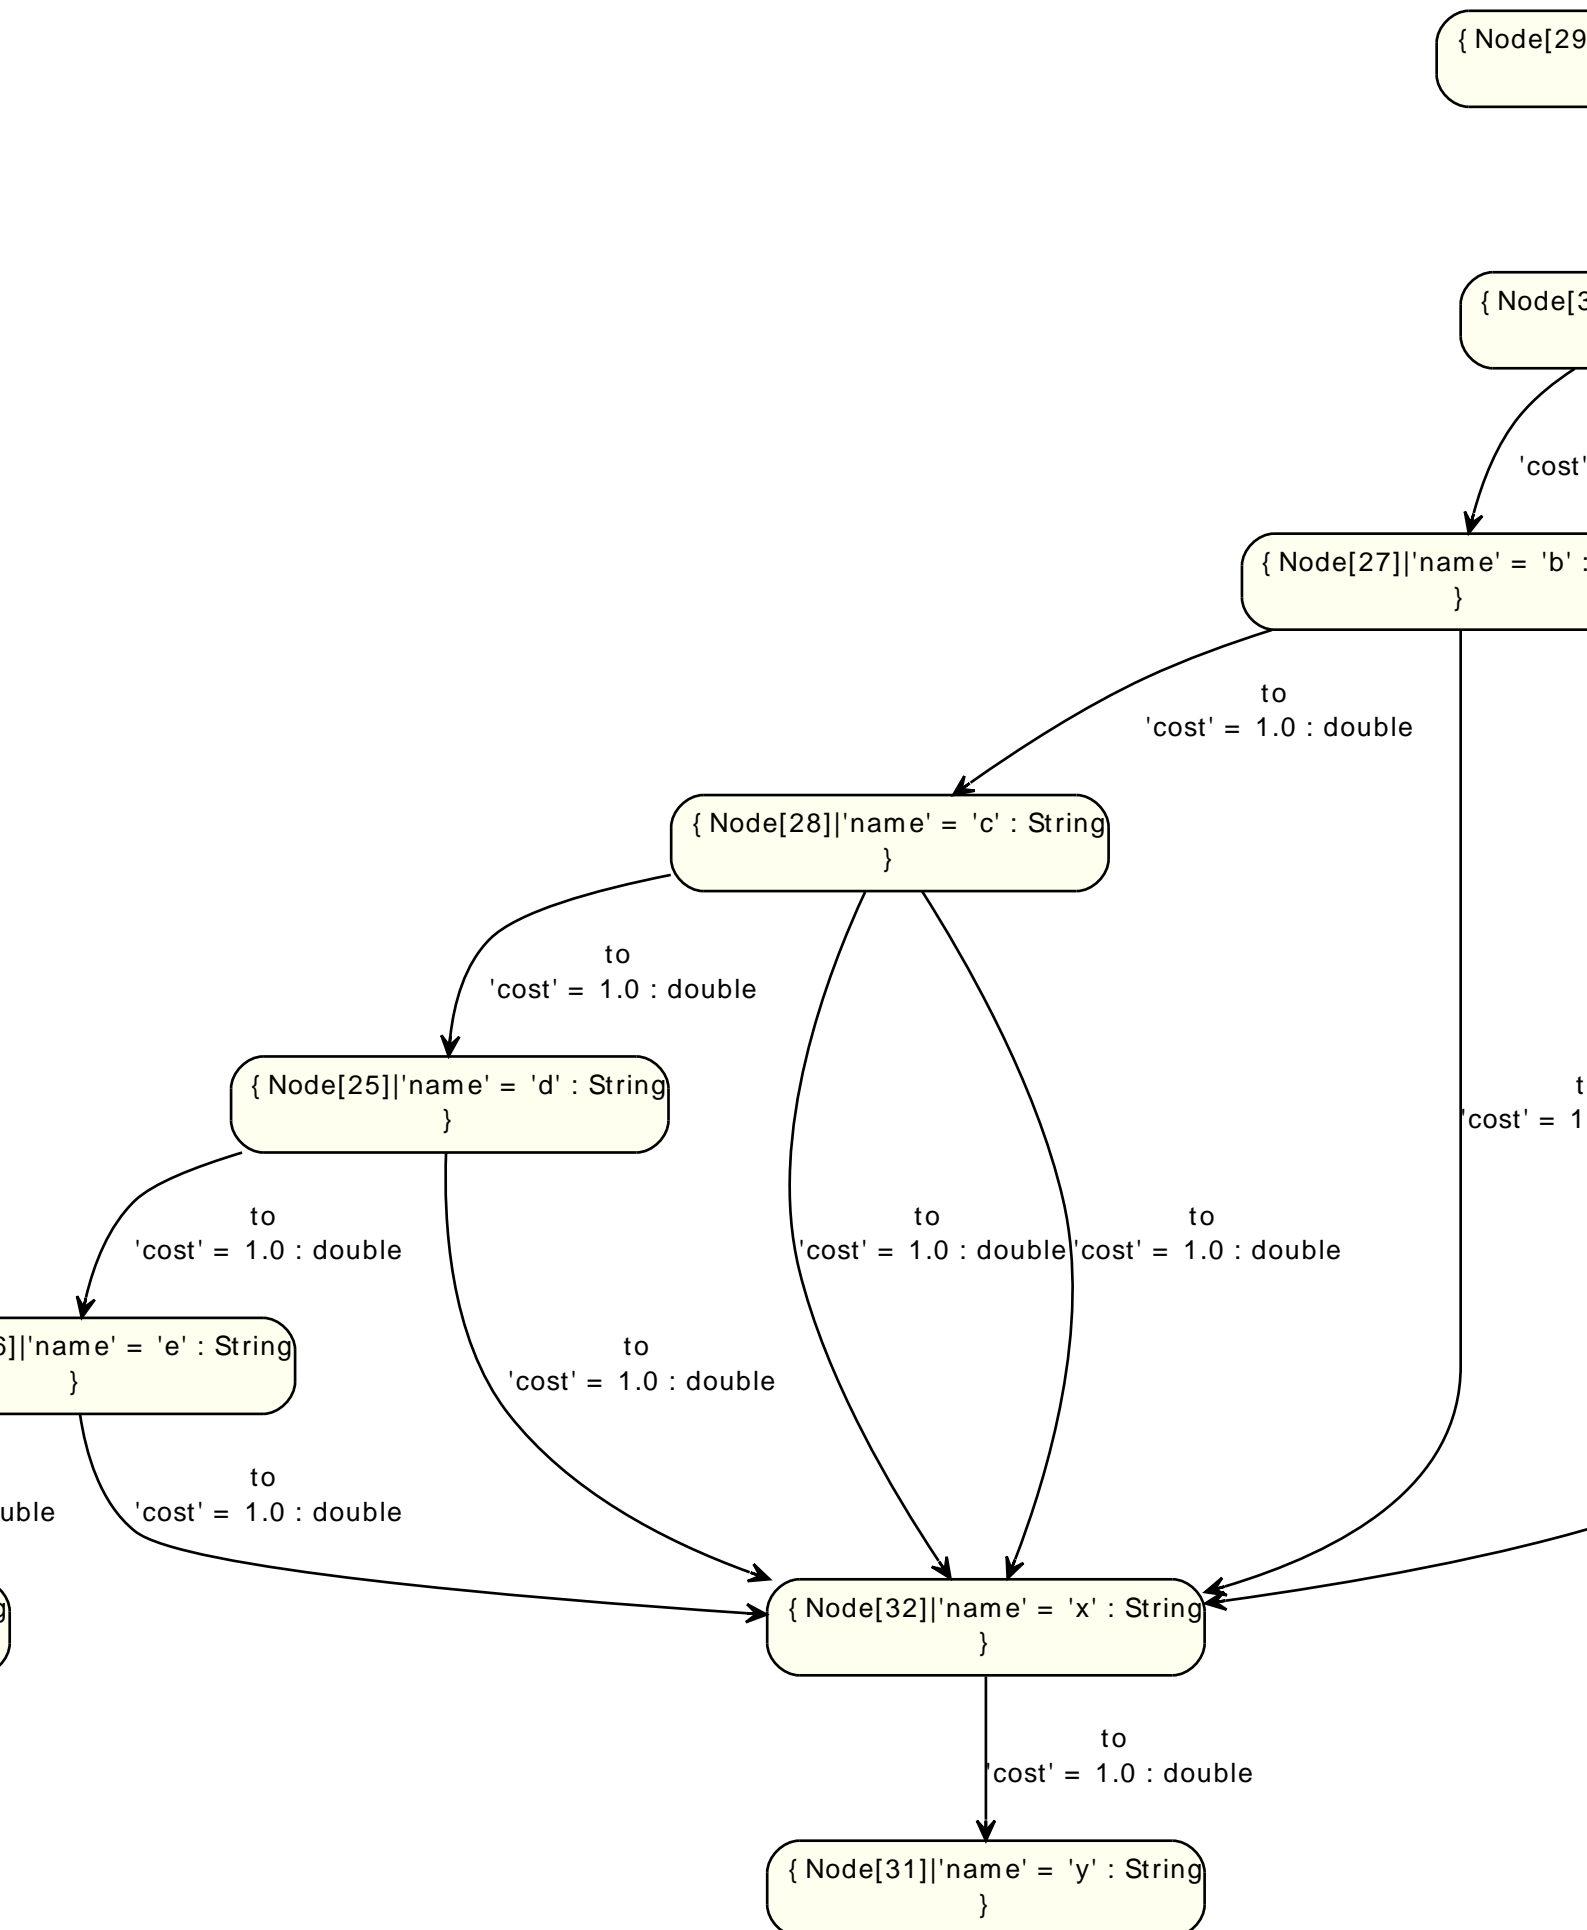 { Node[29
{ Node[3
'cost'
{ Node[27]|'name' = 'b' :
}
to
'cost' = 1.0 : double
{ Node[28]|'name' = 'c' : String
}
to
'cost' = 1.0 : double
{ Node[25]|'name' = 'd' : String
}
t
'cost' = 1
to
'cost' = 1.0 : double
to
'cost' = 1.0 : double
to
'cost' = 1.0 : double
6]|'name' = 'e' : String
}
to
'cost' = 1.0 : double
to
'cost' = 1.0 : double
uble
{ Node[32]|'name' = 'x' : String
}
g
to
'cost' = 1.0 : double
{ Node[31]|'name' = 'y' : String
}